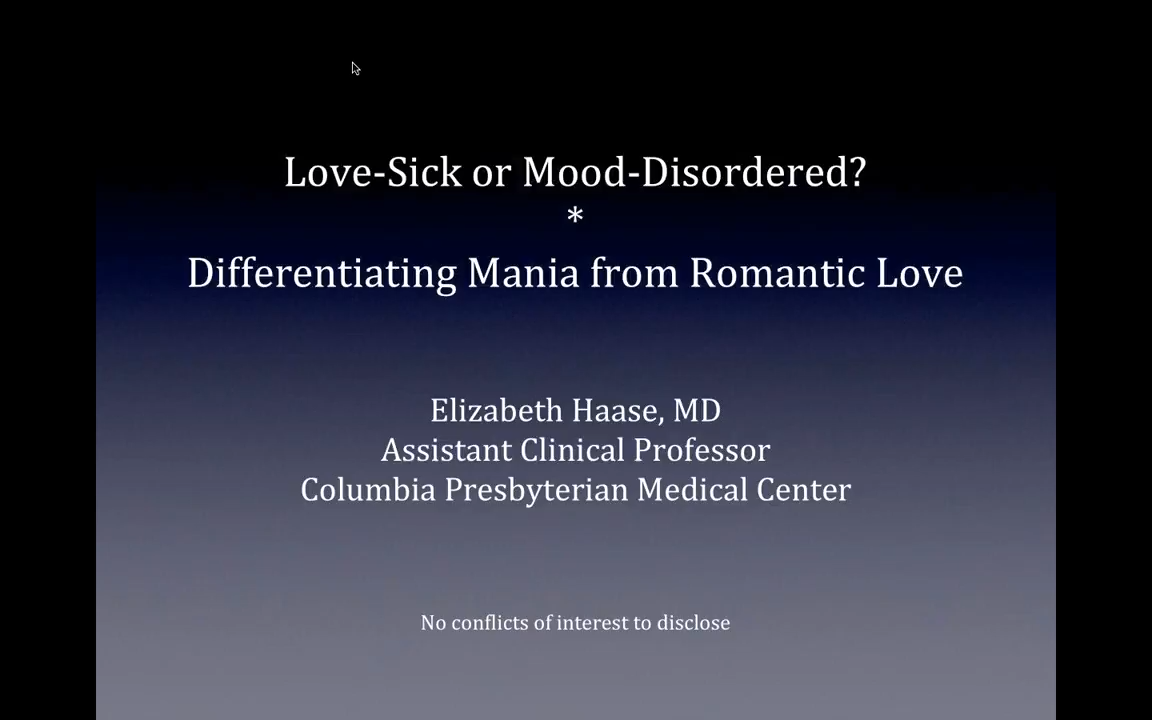 Love-Sick or Mood-Disordered?
*
Differentiating Mania from Romantic Love
Elizabeth Haase, MD
Assistant Clinical Professor
Columbia Presbyterian Medical Center
No conflicts of interest to disclose